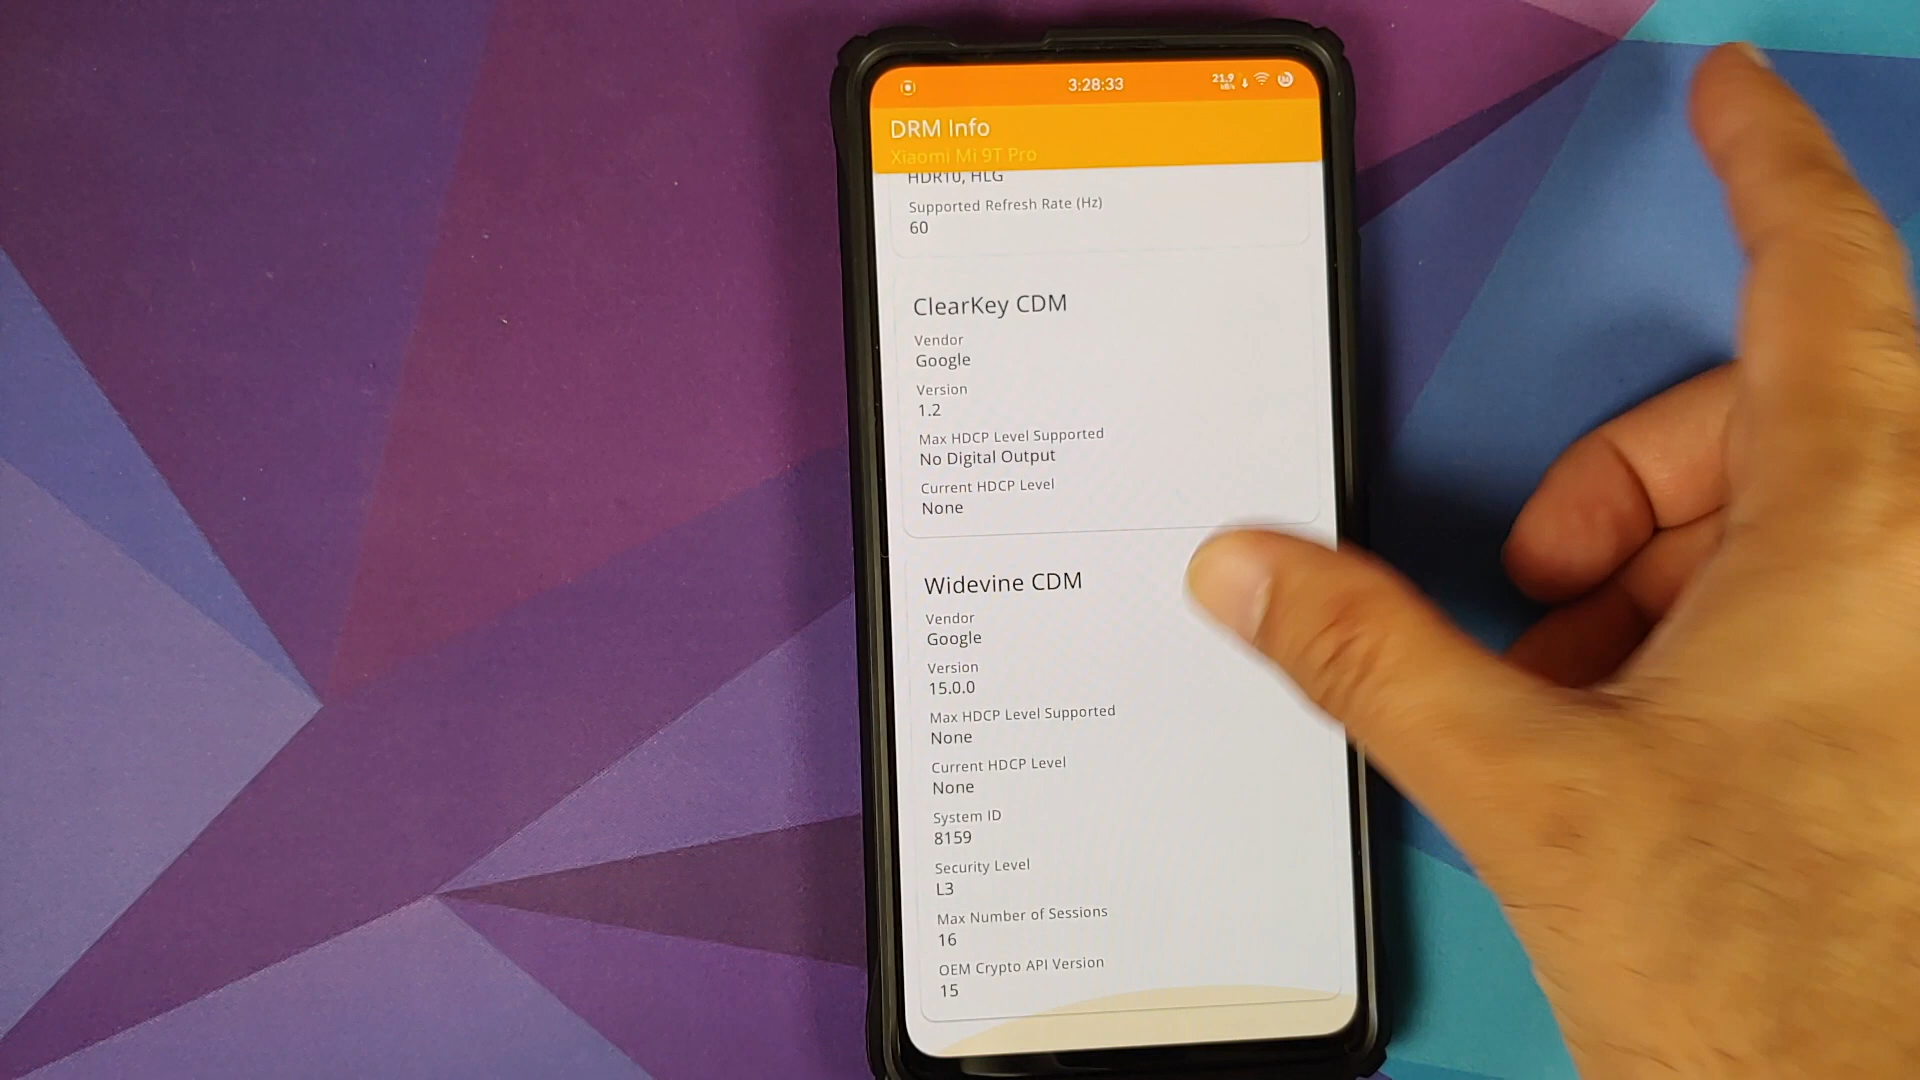 3:28:33
21.9
kB/s
DRM Info
Xiaomi Mi 9T Pro
HDR10, HLG
Supported Refresh Rate (Hz)
60
ClearKey CDM
Vendor
Google
Version
1.2
Max HDCP Level Supported
No Digital Output
Current HDCP Level
None
Widevine CDM
Vendor
Google
Version
15.0.0
Max HDCP Level Supported
None
Current HDCP Level
None
System ID
8159
Security Level
L3
Max Number of Sessions
16
OEM Crypto API Version
15